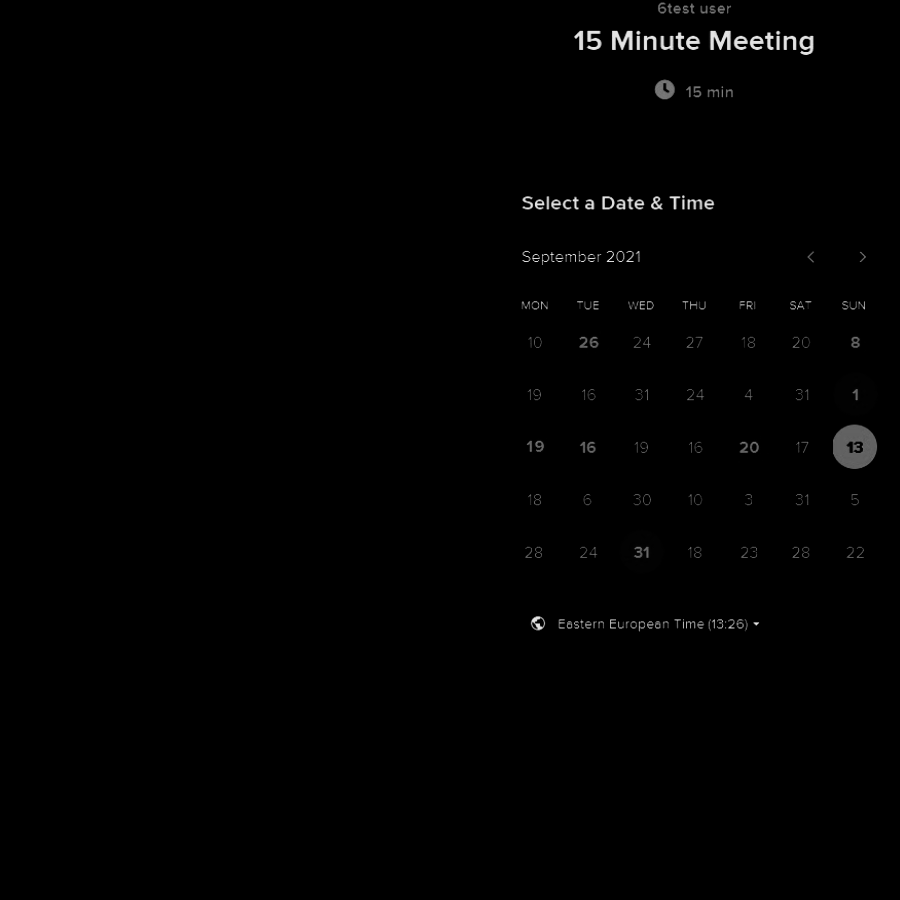 6test user
15 Minute Meeting
15 min
Select a Date & Time
September 2021
MON TUE WED THU FRI SAT SUN
10 26 24 27 18 20 8
19 16 31 24 4 31 1
19 16 19 16 20 17 13
18 6 30 10 3 31 5
28 24 31 18 23 28 22
Eastern European Time (13:26)